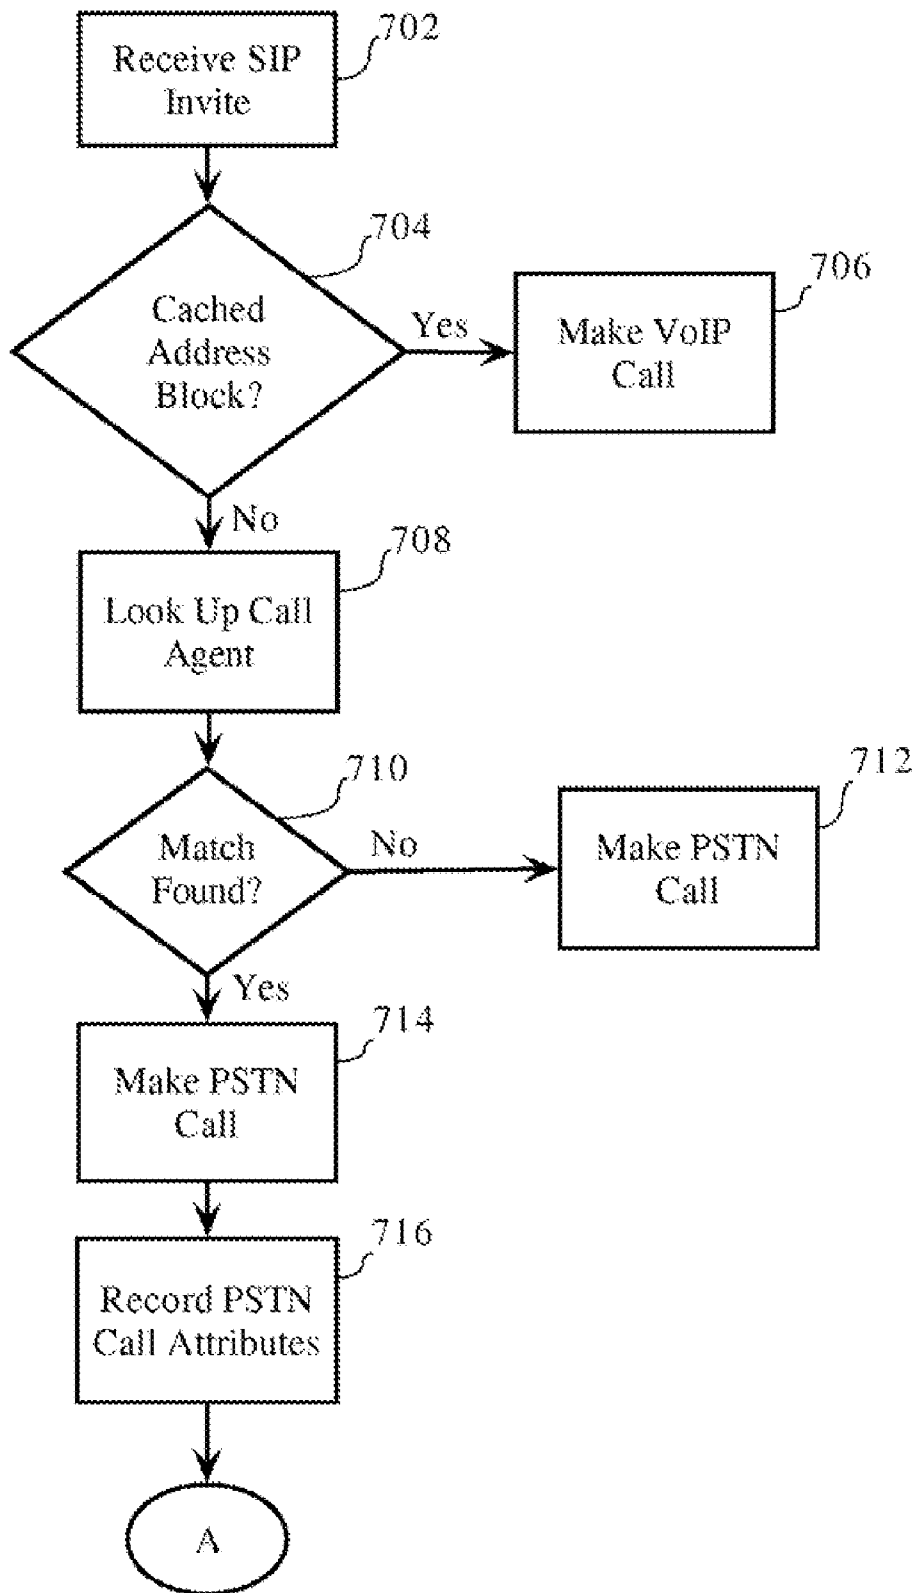 702
Receive SIP
Invite
704
Cached
Address
Block?
Yes
706
Make VoIP
Call
No
708
Look Up Call
Agent
710
Match
Found?
No
712
Make PSTN
Call
Yes
714
Make PSTN
Call
716
Record PSTN
Call Attributes
A